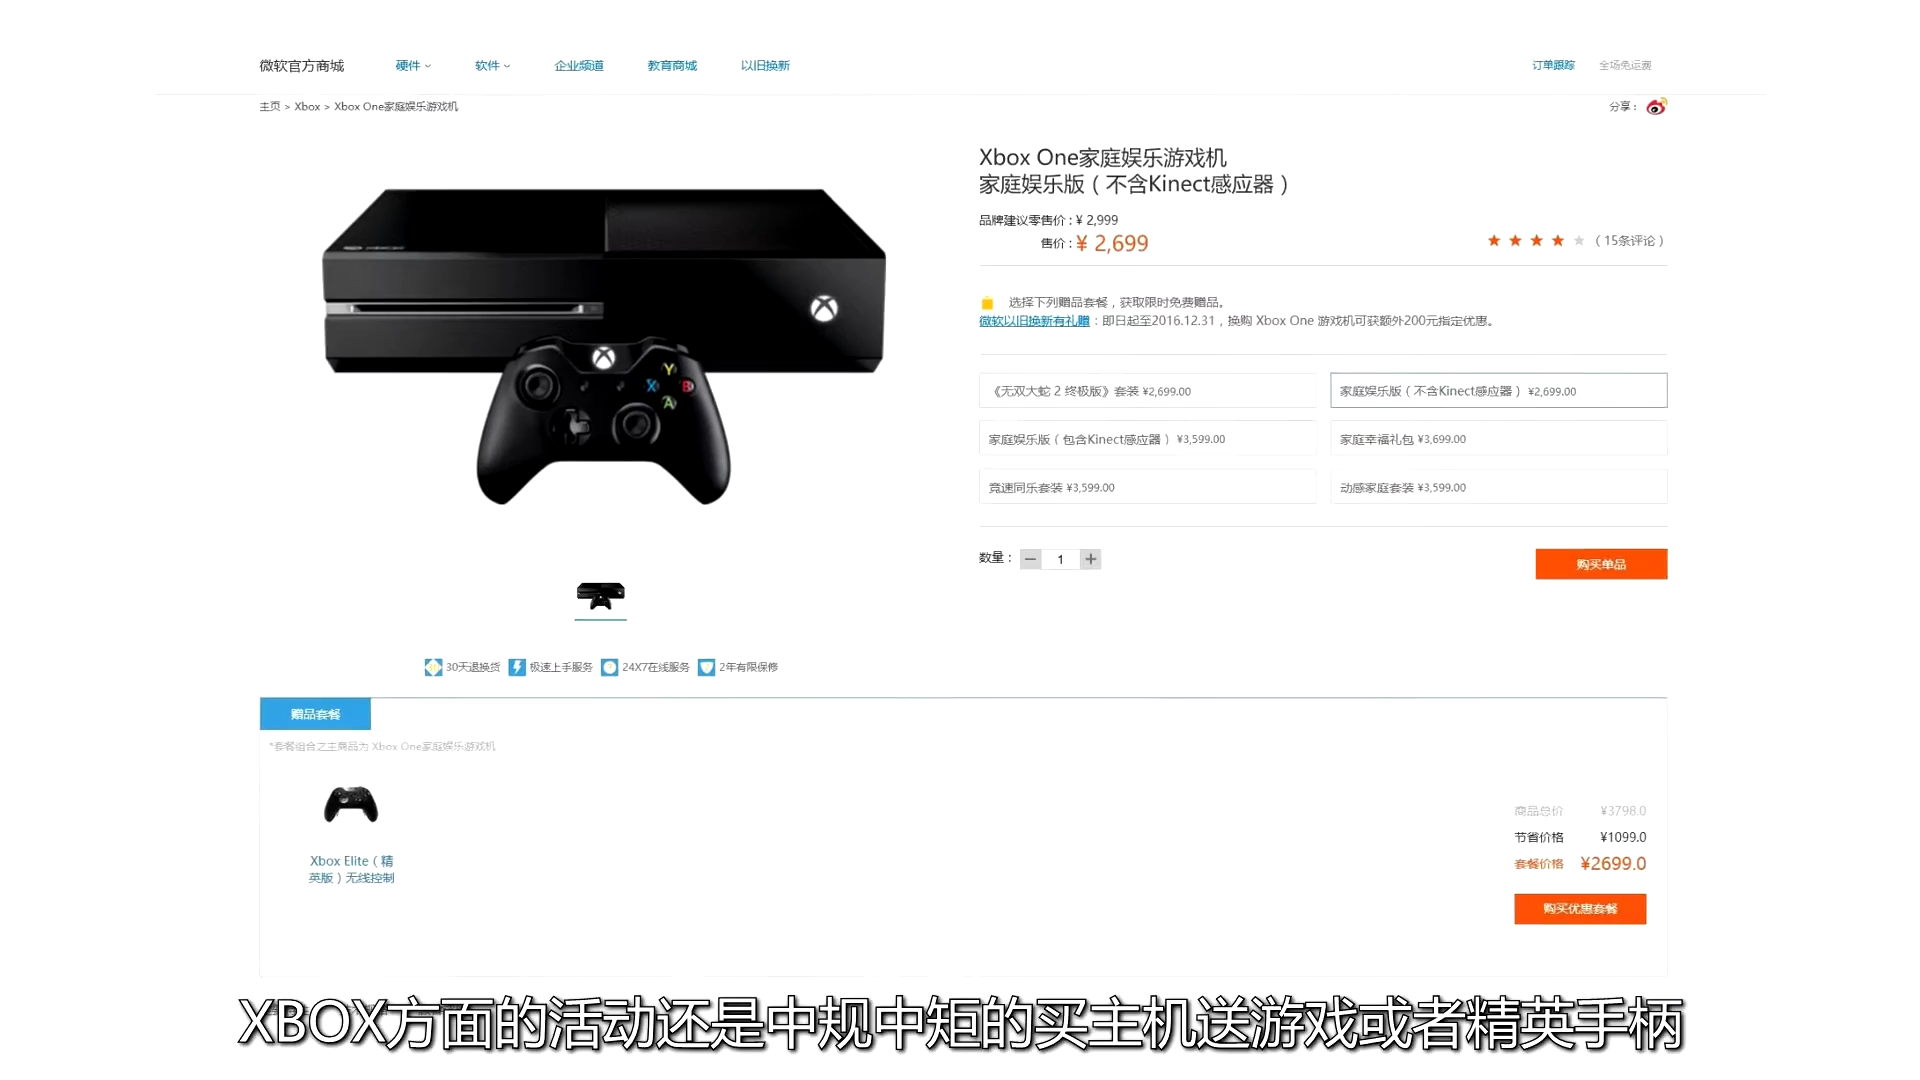 微软官方商城 硬件 软件 企业频道 教育商城 以旧换新 订单跟踪 全场免运费
主页 > Xbox > Xbox One家庭娱乐游戏机 分享：
Xbox One家庭娱乐游戏机
家庭娱乐版（不含Kinect感应器）
品牌建议零售价：¥ 2,999
售价：¥ 2,699
（15条评论）
选择下列赠品套餐，获取限时免费赠品。
微软以旧换新有礼赠：即日起至2016.12.31，换购 Xbox One 游戏机可获额外200元指定优惠。
《无双大蛇 2 终极版》套装 ¥2,699.00
家庭娱乐版（不含Kinect感应器） ¥2,699.00
家庭娱乐版（包含Kinect感应器） ¥3,599.00
家庭幸福礼包 ¥3,699.00
竞速同乐套装 ¥3,599.00
动感家庭套装 ¥3,599.00
X Y B A
数量： 1
购买单品
30天退换货 极速上手服务 24X7在线服务 2年有限保修
赠品套餐
*套餐组合之主商品为 Xbox One家庭娱乐游戏机
Xbox Elite（精
英版）无线控制
商品总价 ¥3798.0
节省价格 ¥1099.0
套餐价格 ¥2699.0
购买优惠套餐
XBOX方面的活动还是中规中矩的买主机送游戏或者精英手柄